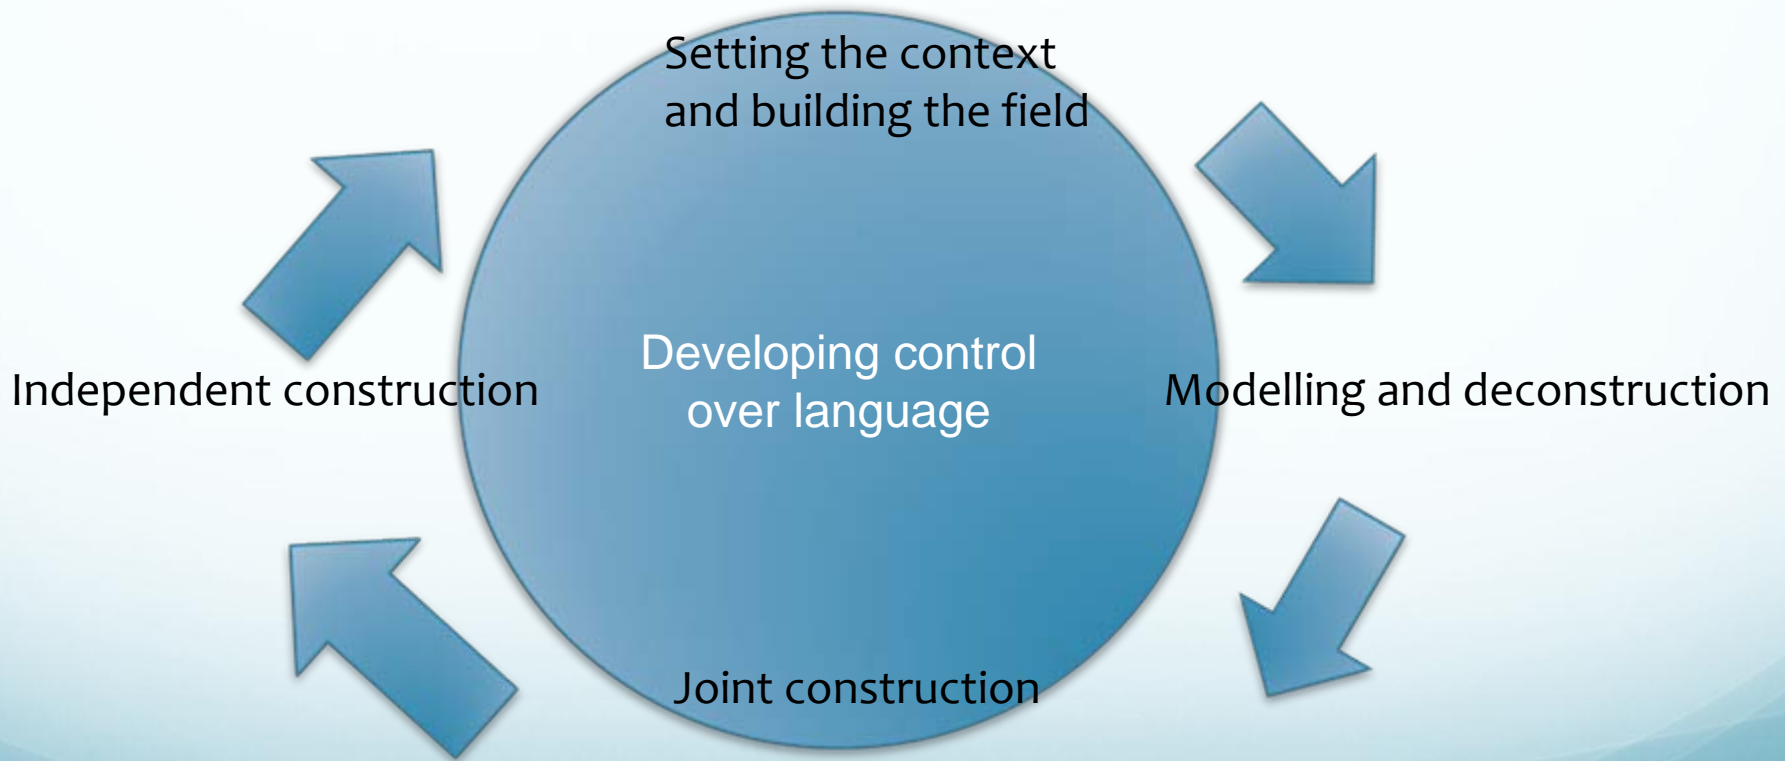 Setting the context
and building the field
Developing control
over language
Independent construction
Modelling and deconstruction
Joint construction